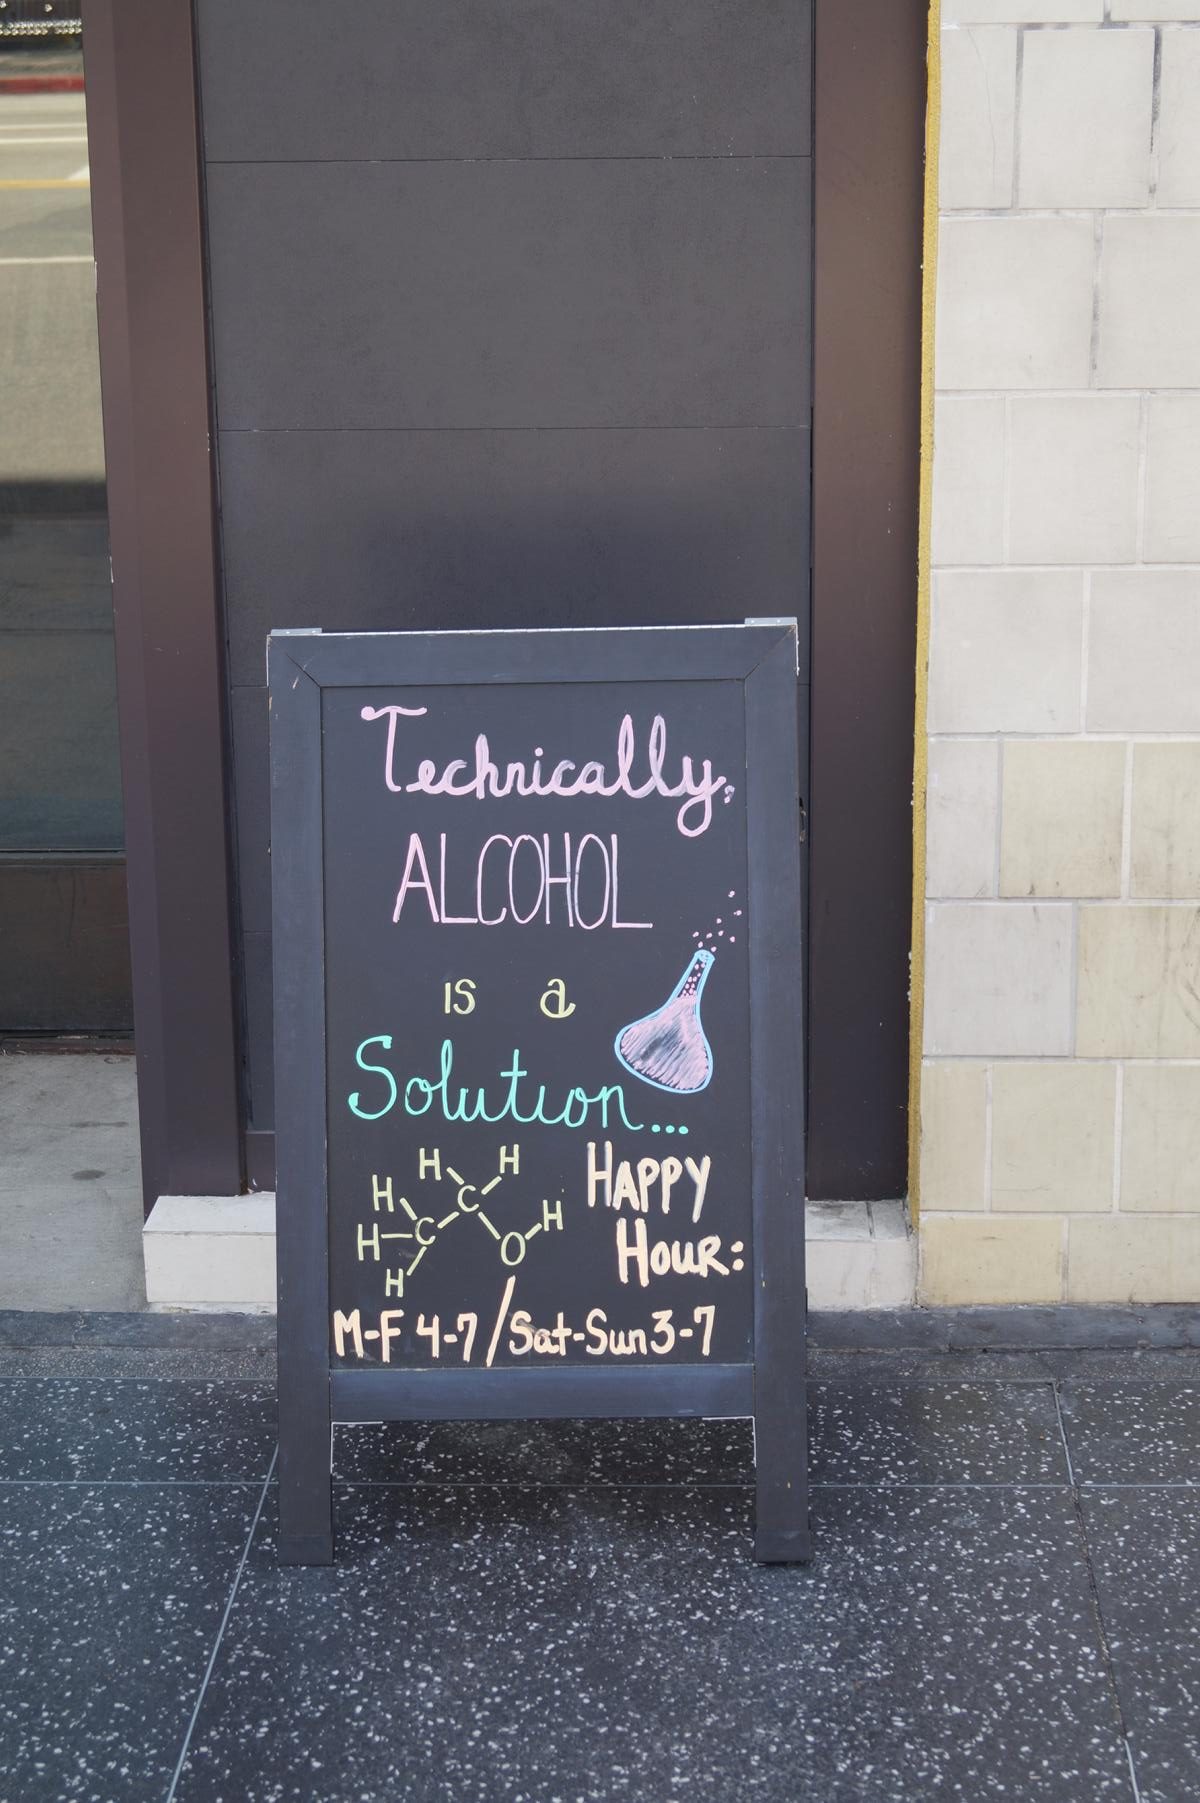 Technically,
ALCOHOL
is a
Solution...
H H
H C H
H C O
H
HAPPY
HOUR:
M-F 4-7/Sat-Sun 3-7